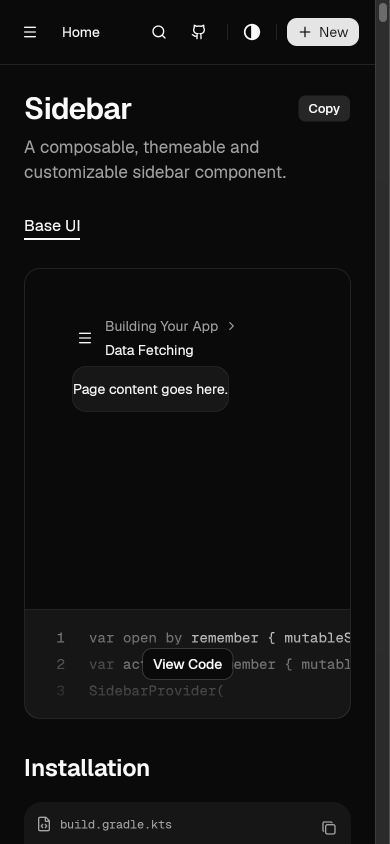 Home
New
Sidebar
Copy
A composable, themeable and
customizable sidebar component.
Base UI
Building Your App
Data Fetching
Page content goes here.
1 var open by remember { mutableS
2 var act ember { mutabl
View Code
3 SidebarProvider(
Installation
build.gradle.kts